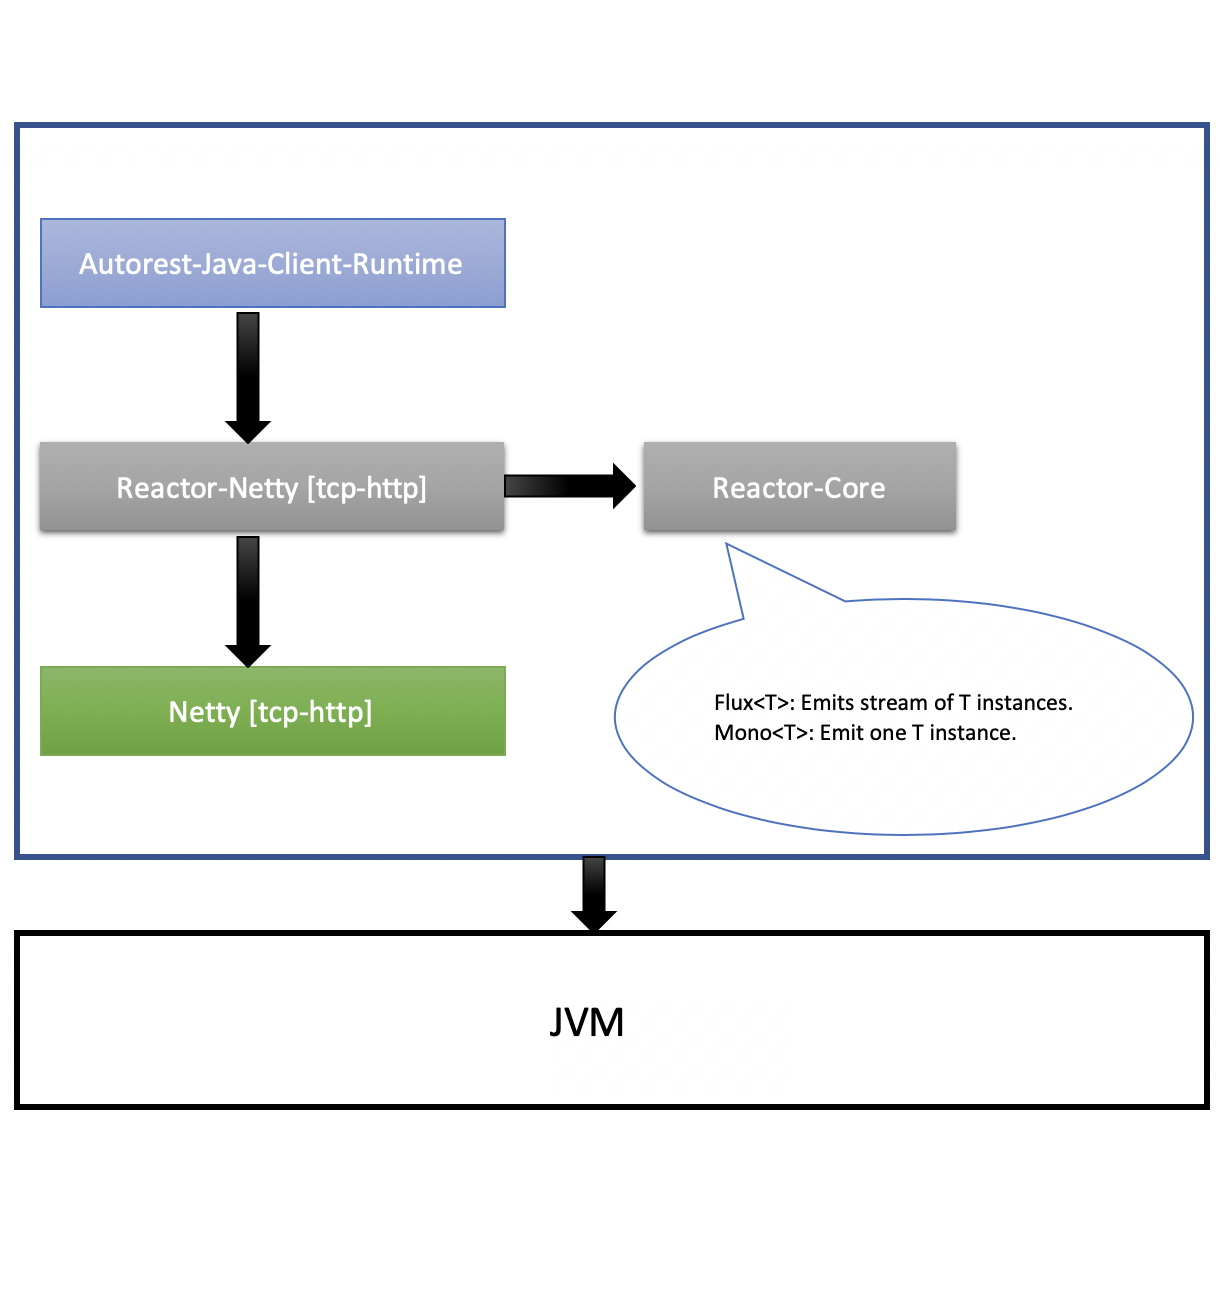 Autorest-Java-Client-Runtime
Reactor-Netty [tcp-http]
Reactor-Core
Netty [tcp-http]
Flux<T>: Emits stream of T instances.
Mono<T>: Emit one T instance.
JVM